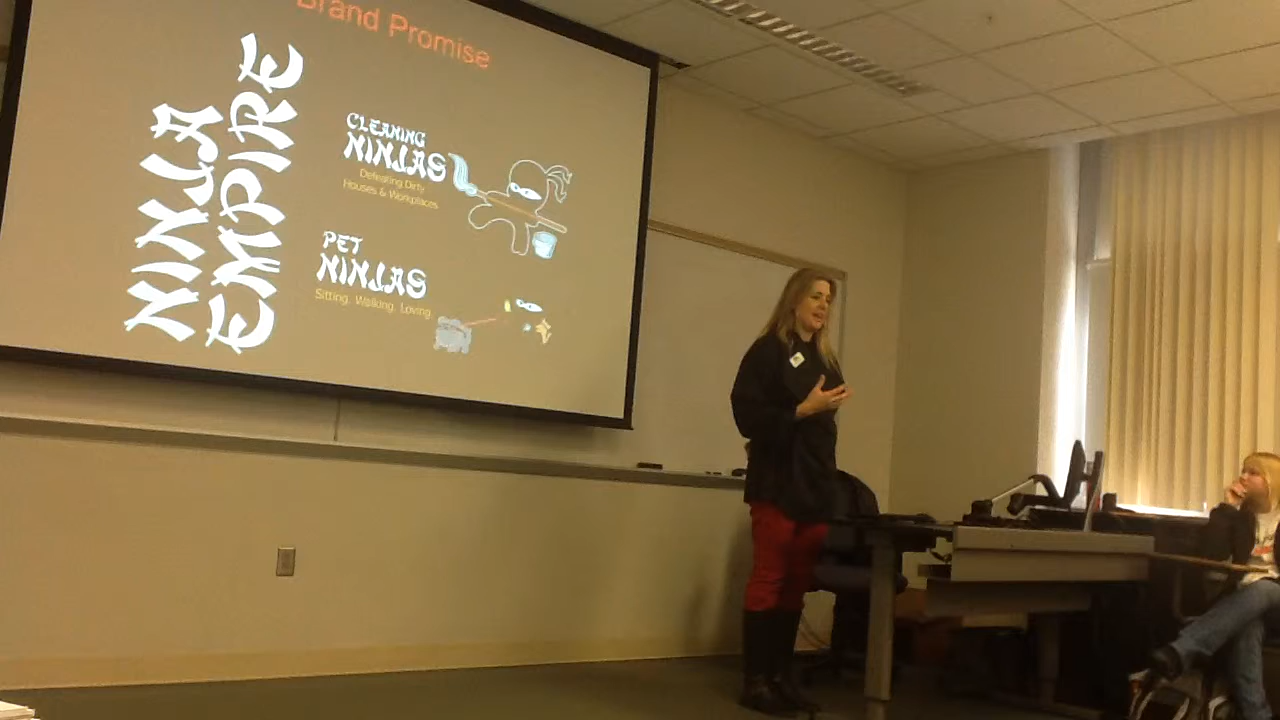 Brand Promise
NINJA
EMPIRE
CLEANING
NINJAS
Defeating Dirty
Houses & Workplaces
PET
NINJAS
Sitting. Walking. Loving